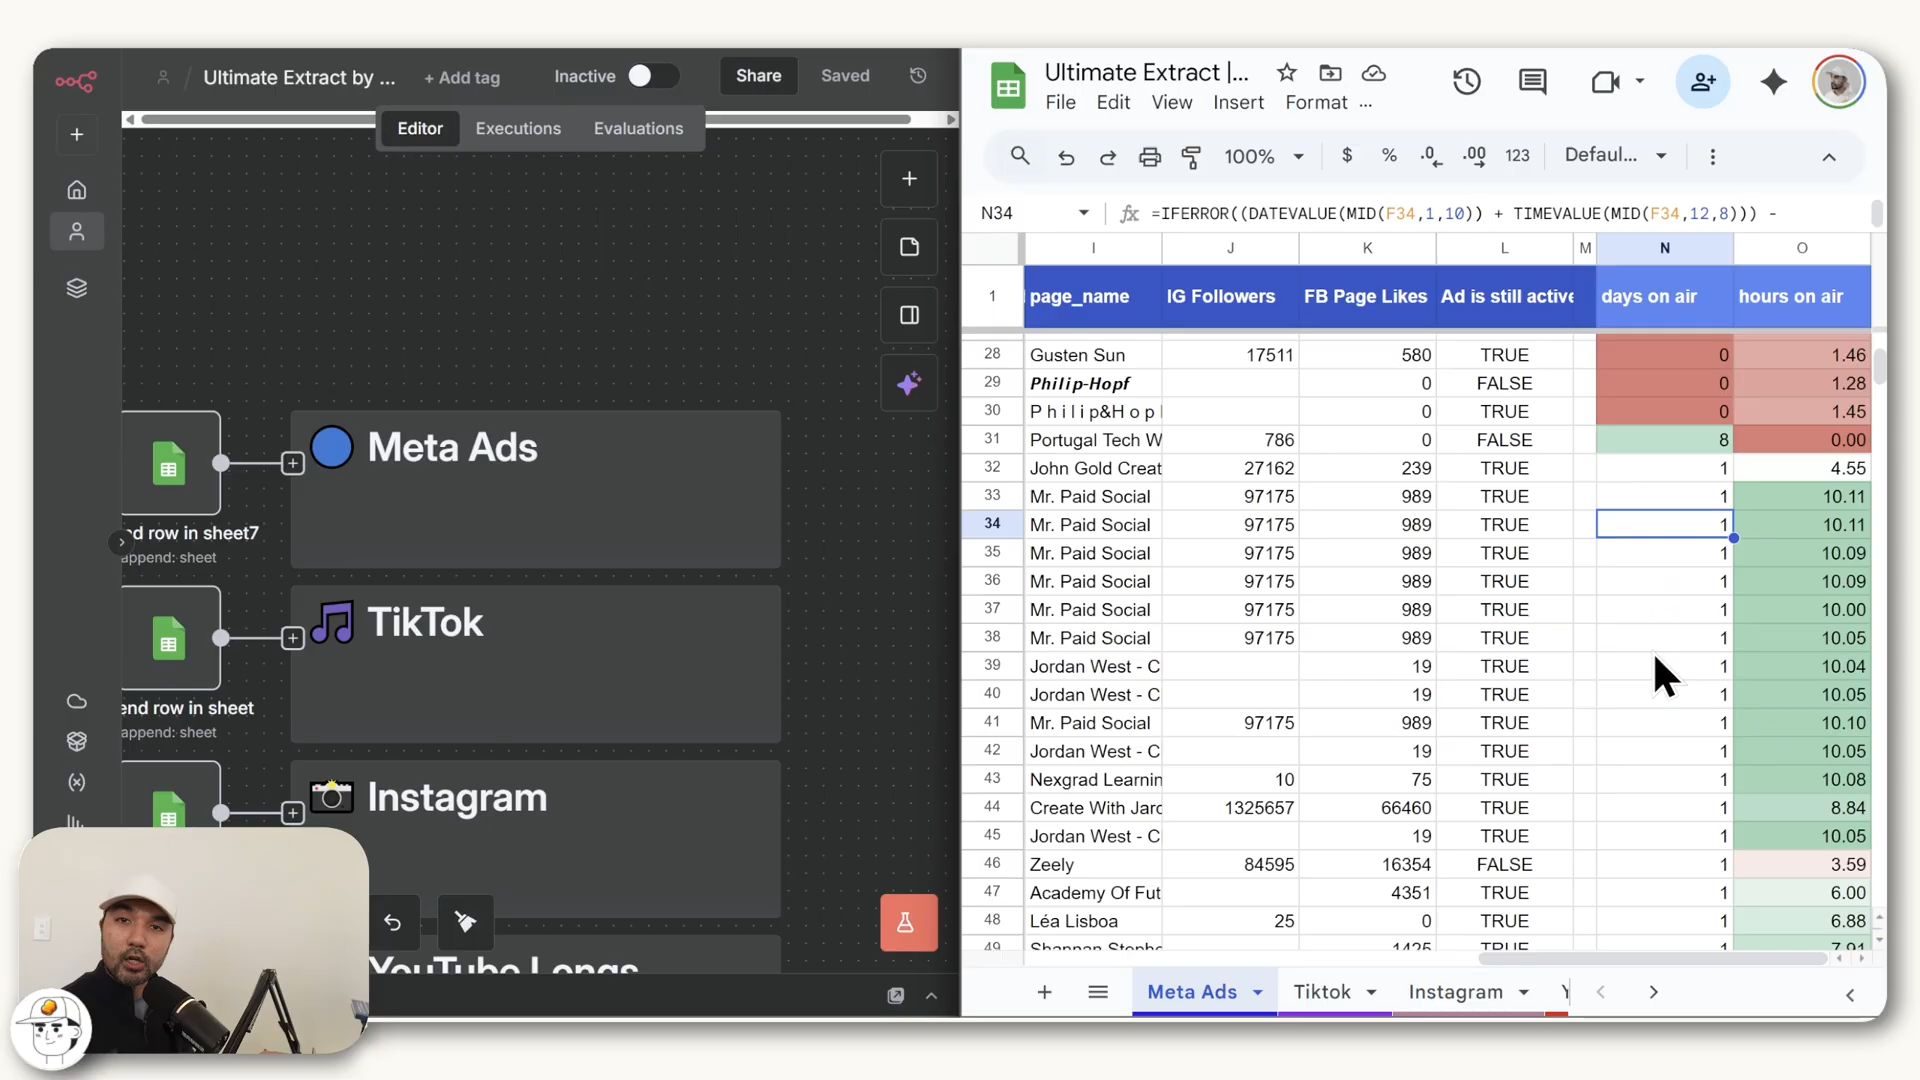 Ultimate Extract by ...
+ Add tag
Inactive
Share
Saved
Editor
Executions
Evaluations
Meta Ads
nd row in sheet7
append: sheet
TikTok
end row in sheet
append: sheet
Instagram
YouTube Longs
Ultimate Extract |...
File Edit View Insert Format ...
100% $ % .0 .00 123 Defaul...
N34 fx =IFERROR((DATEVALUE(MID(F34,1,10)) + TIMEVALUE(MID(F34,12,8))) -
I J K L M N O
1 page_name IG Followers FB Page Likes Ad is still active days on air hours on air
28 Gusten Sun 17511 580 TRUE 0 1.46
29 Philip-Hopf 0 FALSE 0 1.28
30 P h i l i p&H o p 0 TRUE 0 1.45
31 Portugal Tech W 786 0 FALSE 8 0.00
32 John Gold Creat 27162 239 TRUE 1 4.55
33 Mr. Paid Social 97175 989 TRUE 1 10.11
34 Mr. Paid Social 97175 989 TRUE 1 10.11
35 Mr. Paid Social 97175 989 TRUE 1 10.09
36 Mr. Paid Social 97175 989 TRUE 1 10.09
37 Mr. Paid Social 97175 989 TRUE 1 10.00
38 Mr. Paid Social 97175 989 TRUE 1 10.05
39 Jordan West - C 19 TRUE 1 10.04
40 Jordan West - C 19 TRUE 1 10.05
41 Mr. Paid Social 97175 989 TRUE 1 10.10
42 Jordan West - C 19 TRUE 1 10.05
43 Nexgrad Learnin 10 75 TRUE 1 10.08
44 Create With Jarc 1325657 66460 TRUE 1 8.84
45 Jordan West - C 19 TRUE 1 10.05
46 Zeely 84595 16354 FALSE 1 3.59
47 Academy Of Fut 4351 TRUE 1 6.00
48 Léa Lisboa 25 0 TRUE 1 6.88
49 Shannan Stephe 1425 TRUE 1 7.91
Meta Ads Tiktok Instagram Y